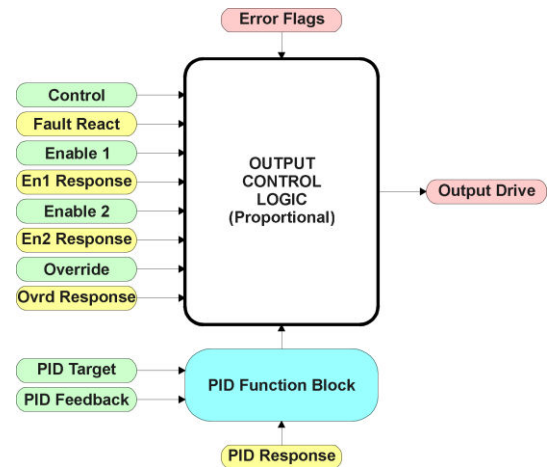 Error Flags
Control
Fault React
Enable 1
En1 Response
Enable 2
En2 Response
Override
Ovrd Response
OUTPUT
CONTROL
LOGIC
(Proportional)
Output Drive
PID Target
PID Feedback
PID Function Block
PID Response